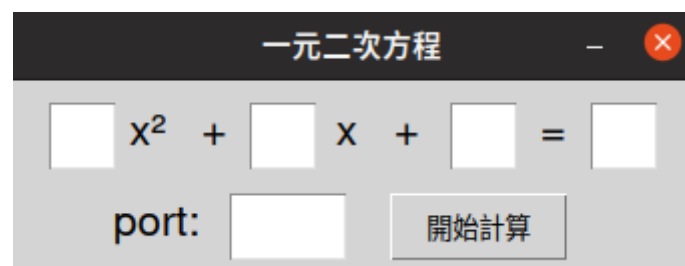 一元二次方程
x² + x + =
port: 開始計算